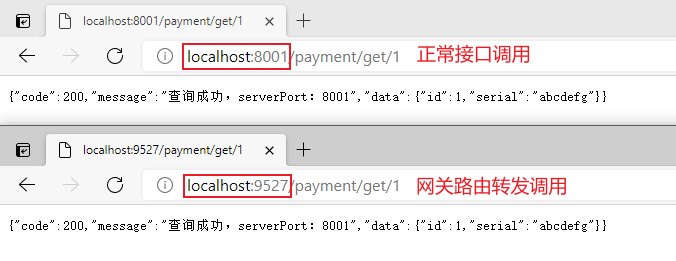 localhost:8001/payment/get/1
localhost:8001/payment/get/1 正常接口调用
{"code":200,"message":"查询成功，serverPort：8001","data":{"id":1,"serial":"abcdefg"}}
localhost:9527/payment/get/1
localhost:9527/payment/get/1 网关路由转发调用
{"code":200,"message":"查询成功，serverPort：8001","data":{"id":1,"serial":"abcdefg"}}